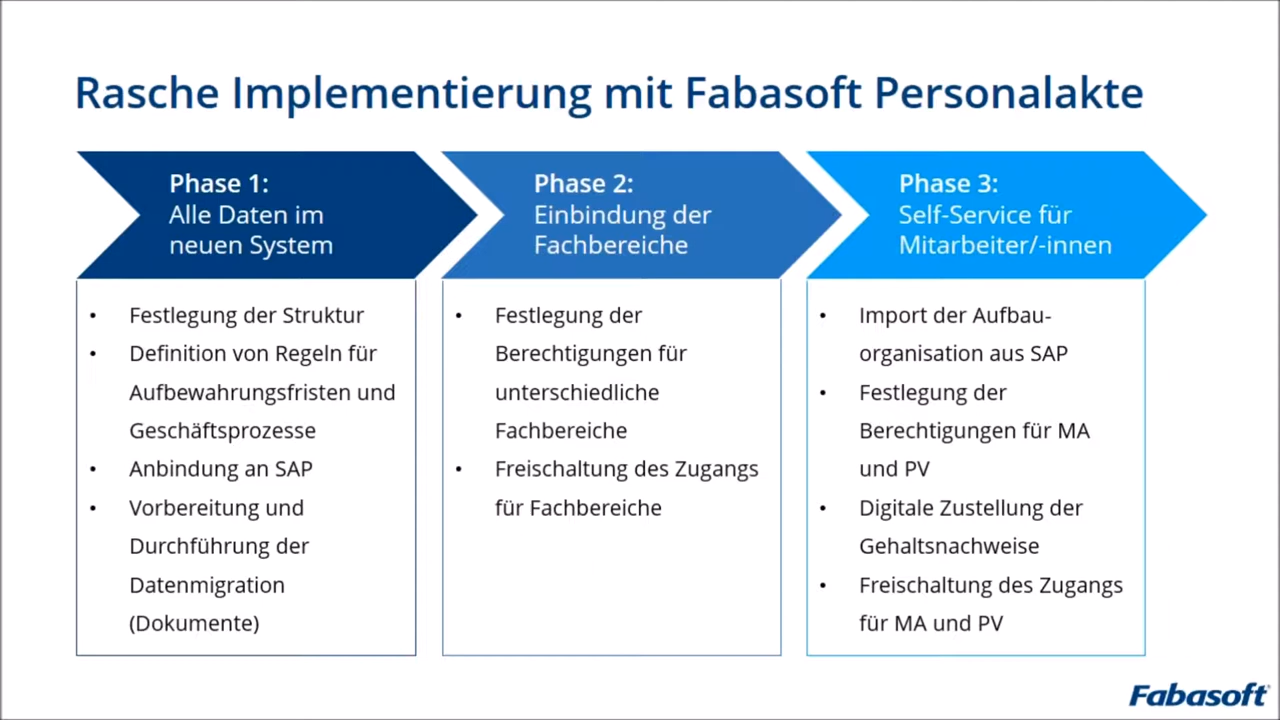 Rasche Implementierung mit Fabasoft Personalakte
Phase 1:
Alle Daten im
neuen System
• Festlegung der Struktur
• Definition von Regeln für
Aufbewahrungsfristen und
Geschäftsprozesse
• Anbindung an SAP
• Vorbereitung und
Durchführung der
Datenmigration
(Dokumente)
Phase 2:
Einbindung der
Fachbereiche
• Festlegung der
Berechtigungen für
unterschiedliche
Fachbereiche
• Freischaltung des Zugangs
für Fachbereiche
Phase 3:
Self-Service für
Mitarbeiter/-innen
• Import der Aufbau-
organisation aus SAP
• Festlegung der
Berechtigungen für MA
und PV
• Digitale Zustellung der
Gehaltsnachweise
• Freischaltung des Zugangs
für MA und PV
Fabasoft